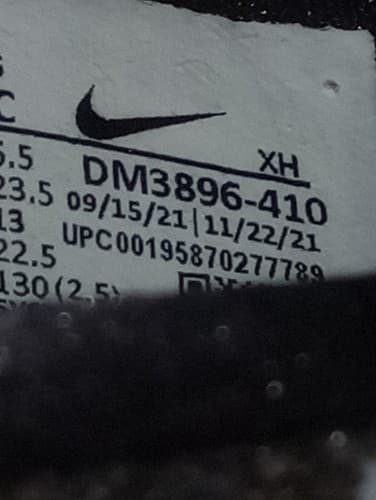 C
XH
5.5 DM3896-410
23.5 09/15/21|11/22/21
13 UPC00195870277789
22.5
130(2.5)